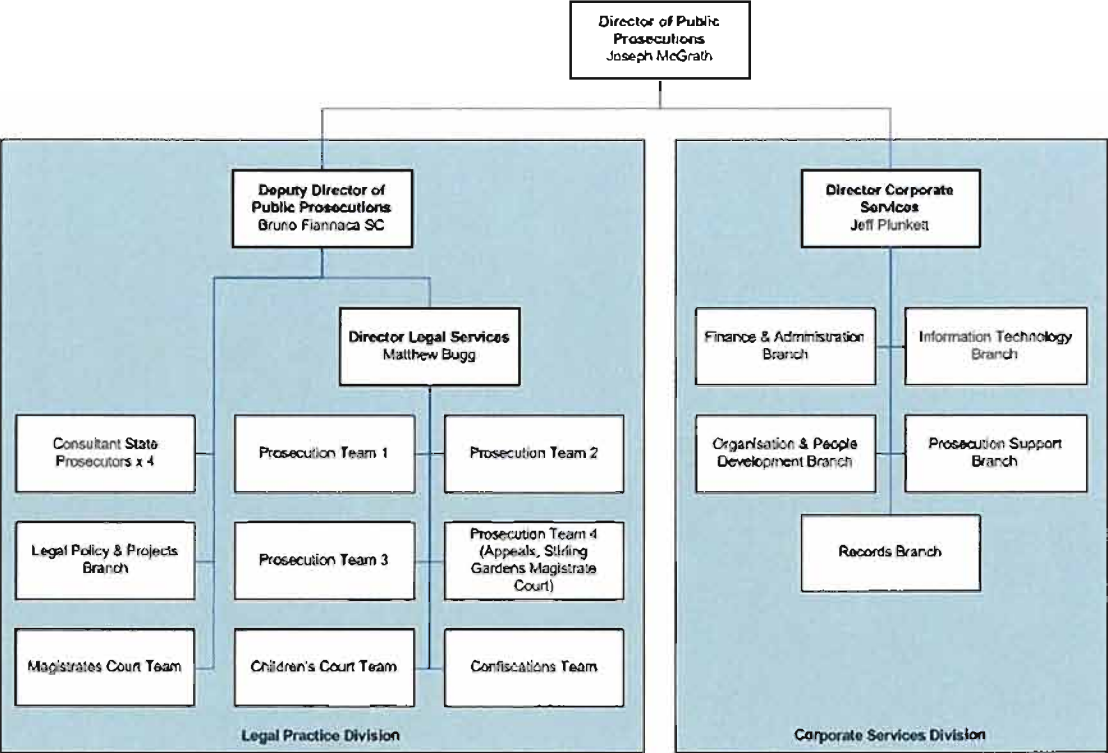 Director of Public
Prosecutions
Joseph McGrath
Deputy Director of
Public Prosecutions
Bruno Fiannaca SC
Director Legal Services
Matthew Bugg
Consultant State
Prosecutors x 4
Prosecution Team 1
Prosecution Team 2
Legal Policy & Projects
Branch
Prosecution Team 3
Prosecution Team 4
(Appeals, Stirling
Gardens Magistrate
Court)
Magistrates Court Team
Children's Court Team
Confiscations Team
Legal Practice Division
Director Corporate
Services
Jeff Plunkett
Finance & Administration
Branch
Information Technology
Branch
Organisation & People
Development Branch
Prosecution Support
Branch
Records Branch
Corporate Services Division